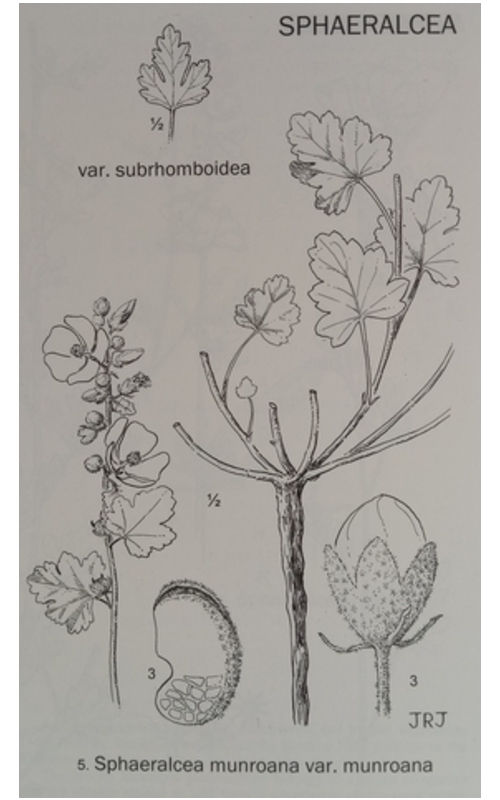 SPHAERALCEA
½
var. subrhomboidea
½
3
3
JRJ
5. Sphaeralcea munroana var. munroana